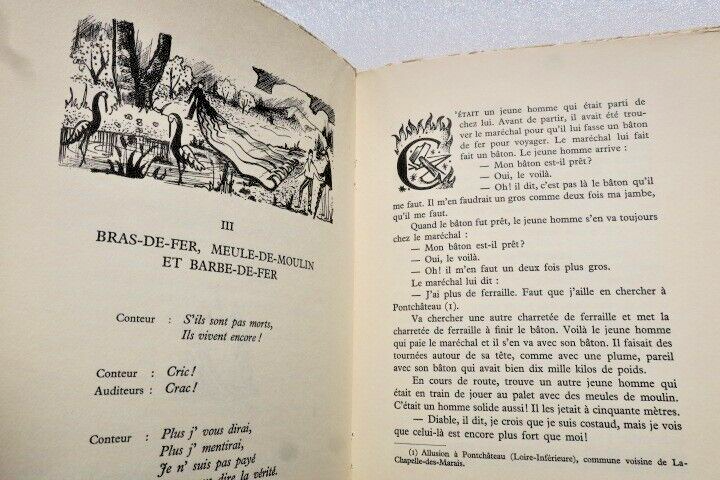 III
BRAS-DE-FER, MEULE-DE-MOULIN
ET BARBE-DE-FER
Conteur : S'ils sont pas morts,
Ils vivent encore !
Conteur : Cric !
Auditeurs : Crac !
Conteur : Plus j' vous dirai,
Plus j' mentirai,
Je n' suis pas payé
dire la vérité.
C'ÉTAIT un jeune homme qui était parti de
chez lui. Avant de partir, il avait été trou-
ver le maréchal pour qu'il lui fasse un bâton
de fer pour voyager. Le maréchal lui fait
fait un bâton. Le jeune homme arrive :
— Mon bâton est-il prêt ?
— Oui, le voilà.
— Oh! il dit, c'est pas là le bâton qu'il
me faut. Il m'en faudrait un gros comme deux fois ma jambe,
qu'il me faut.
Quand le bâton fut prêt, le jeune homme s'en va toujours
chez le maréchal :
— Mon bâton est-il prêt ?
— Oui, le voilà.
— Oh! il m'en faut un deux fois plus gros.
Le maréchal lui dit :
— J'ai plus de ferraille. Faut que j'aille en chercher à
Pontchâteau (1).
Va chercher une autre charretée de ferraille et met la
charretée de ferraille à finir le bâton. Voilà le jeune homme
qui paie le maréchal et il s'en va avec son bâton. Il faisait des
tournées autour de sa tête, comme avec une plume, pareil
avec son bâton qui avait bien dix mille kilos de poids.
En cours de route, trouve un autre jeune homme qui
était en train de jouer au palet avec des meules de moulin.
C'était un homme solide aussi! Il les jetait à cinquante mètres.
— Diable, il dit, je crois que je suis costaud, mais je vois
que celui-là est encore plus fort que moi!
(1) Allusion à Pontchâteau (Loire-Inférieure), commune voisine de La-
Chapelle-des-Marais.